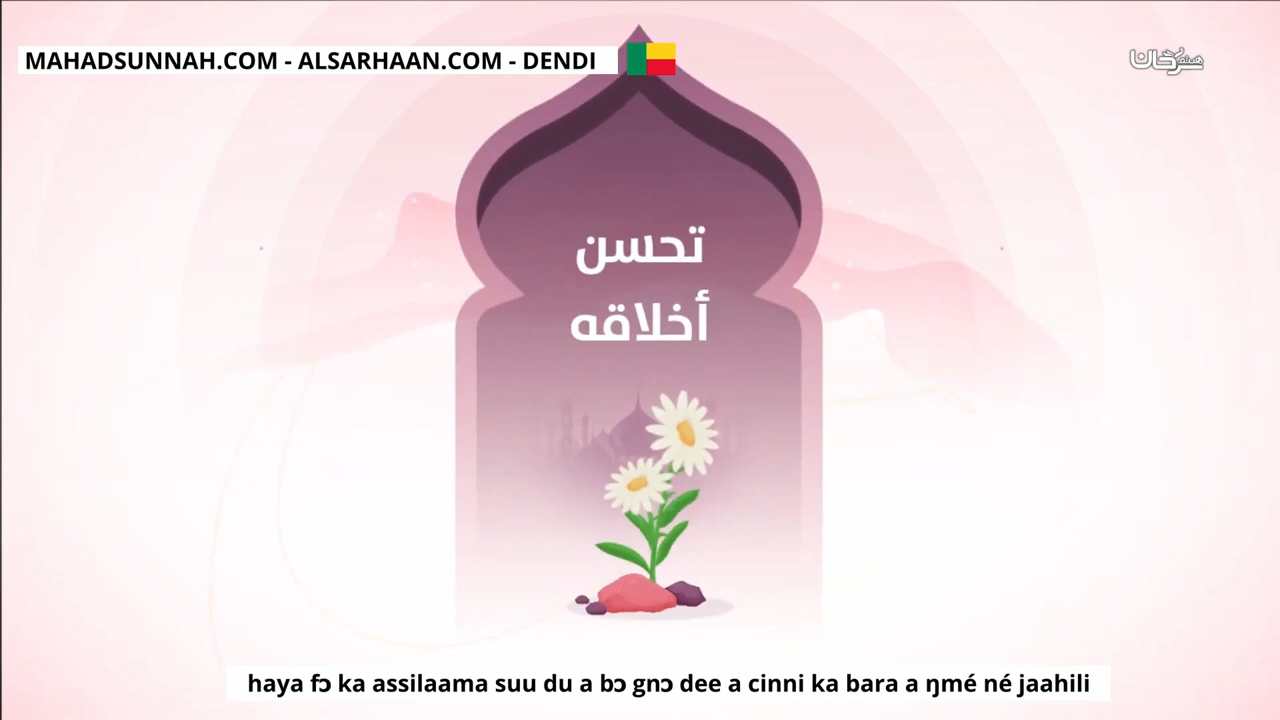 MAHADSUNNAH.COM - ALSARHAAN.COM - DENDI
تحسن
أخلاقه
haya fɔ ka assilaama suu du a bɔ gnɔ dee a cinni ka bara a ŋmé né jaahili